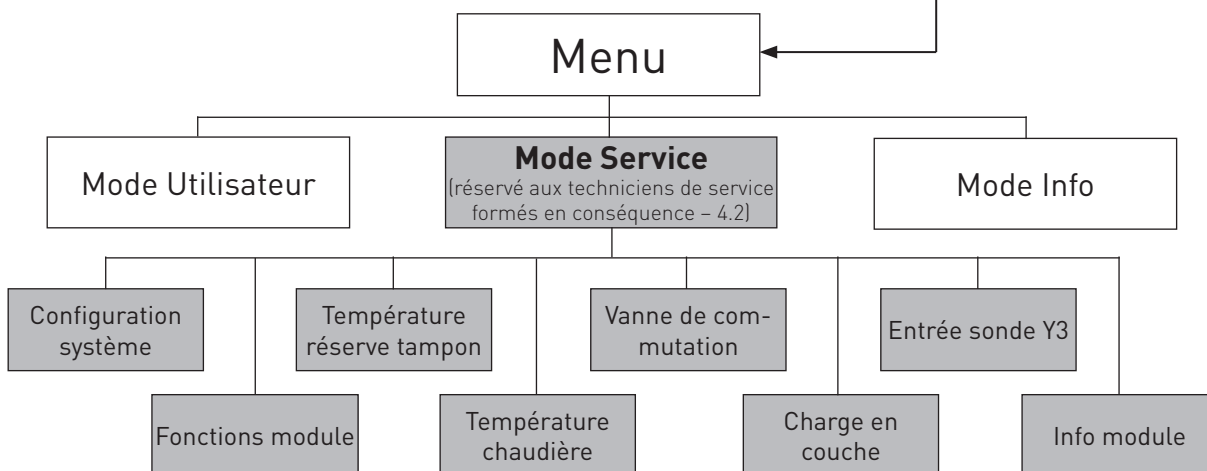 Menu
Mode Utilisateur
Mode Service
(réservé aux techniciens de service
formés en conséquence – 4.2)
Mode Info
Configuration
système
Température
réserve tampon
Vanne de com-
mutation
Entrée sonde Y3
Fonctions module
Température
chaudière
Charge en
couche
Info module